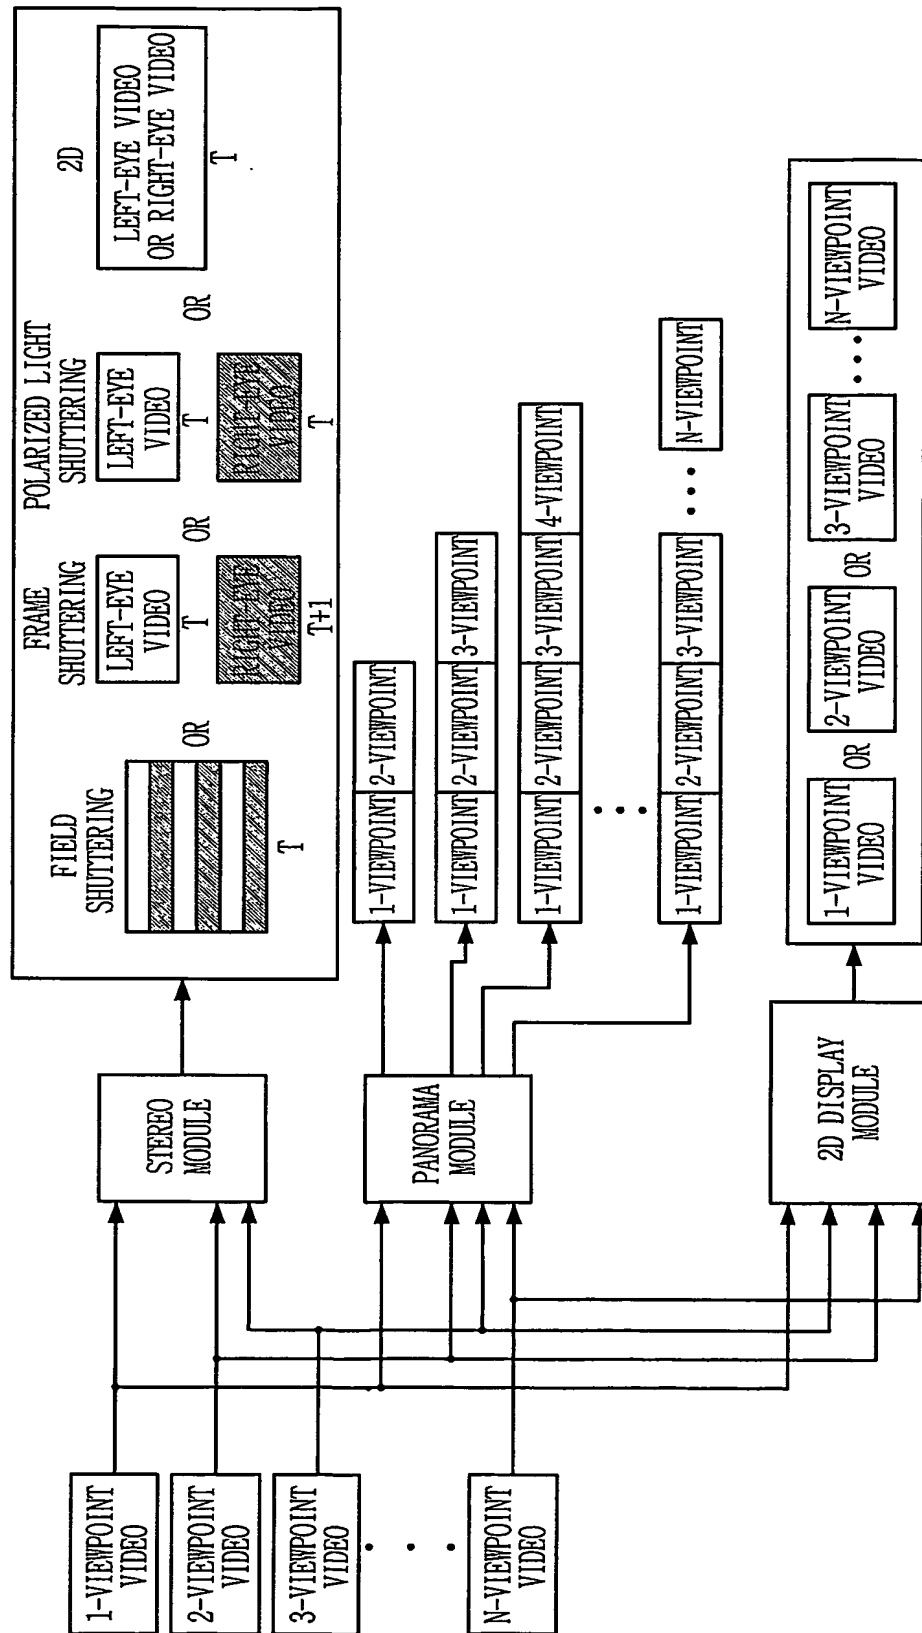 1-VIEWPOINT
VIDEO
2-VIEWPOINT
VIDEO
3-VIEWPOINT
VIDEO
N-VIEWPOINT
VIDEO
STEREO
MODULE
PANORAMA
MODULE
2D DISPLAY
MODULE
FIELD
SHUTTERING
T
OR
FRAME
SHUTTERING
LEFT-EYE
VIDEO
T
RIGHT-EYE
VIDEO
T+1
OR
POLARIZED LIGHT
SHUTTERING
LEFT-EYE
VIDEO
T
RIGHT-EYE
VIDEO
T
OR
2D
LEFT-EYE VIDEO
OR RIGHT-EYE VIDEO
T
1-VIEWPOINT 2-VIEWPOINT
1-VIEWPOINT 2-VIEWPOINT 3-VIEWPOINT
1-VIEWPOINT 2-VIEWPOINT 3-VIEWPOINT 4-VIEWPOINT
1-VIEWPOINT 2-VIEWPOINT 3-VIEWPOINT N-VIEWPOINT
1-VIEWPOINT
VIDEO
OR
2-VIEWPOINT
VIDEO
OR
3-VIEWPOINT
VIDEO
N-VIEWPOINT
VIDEO